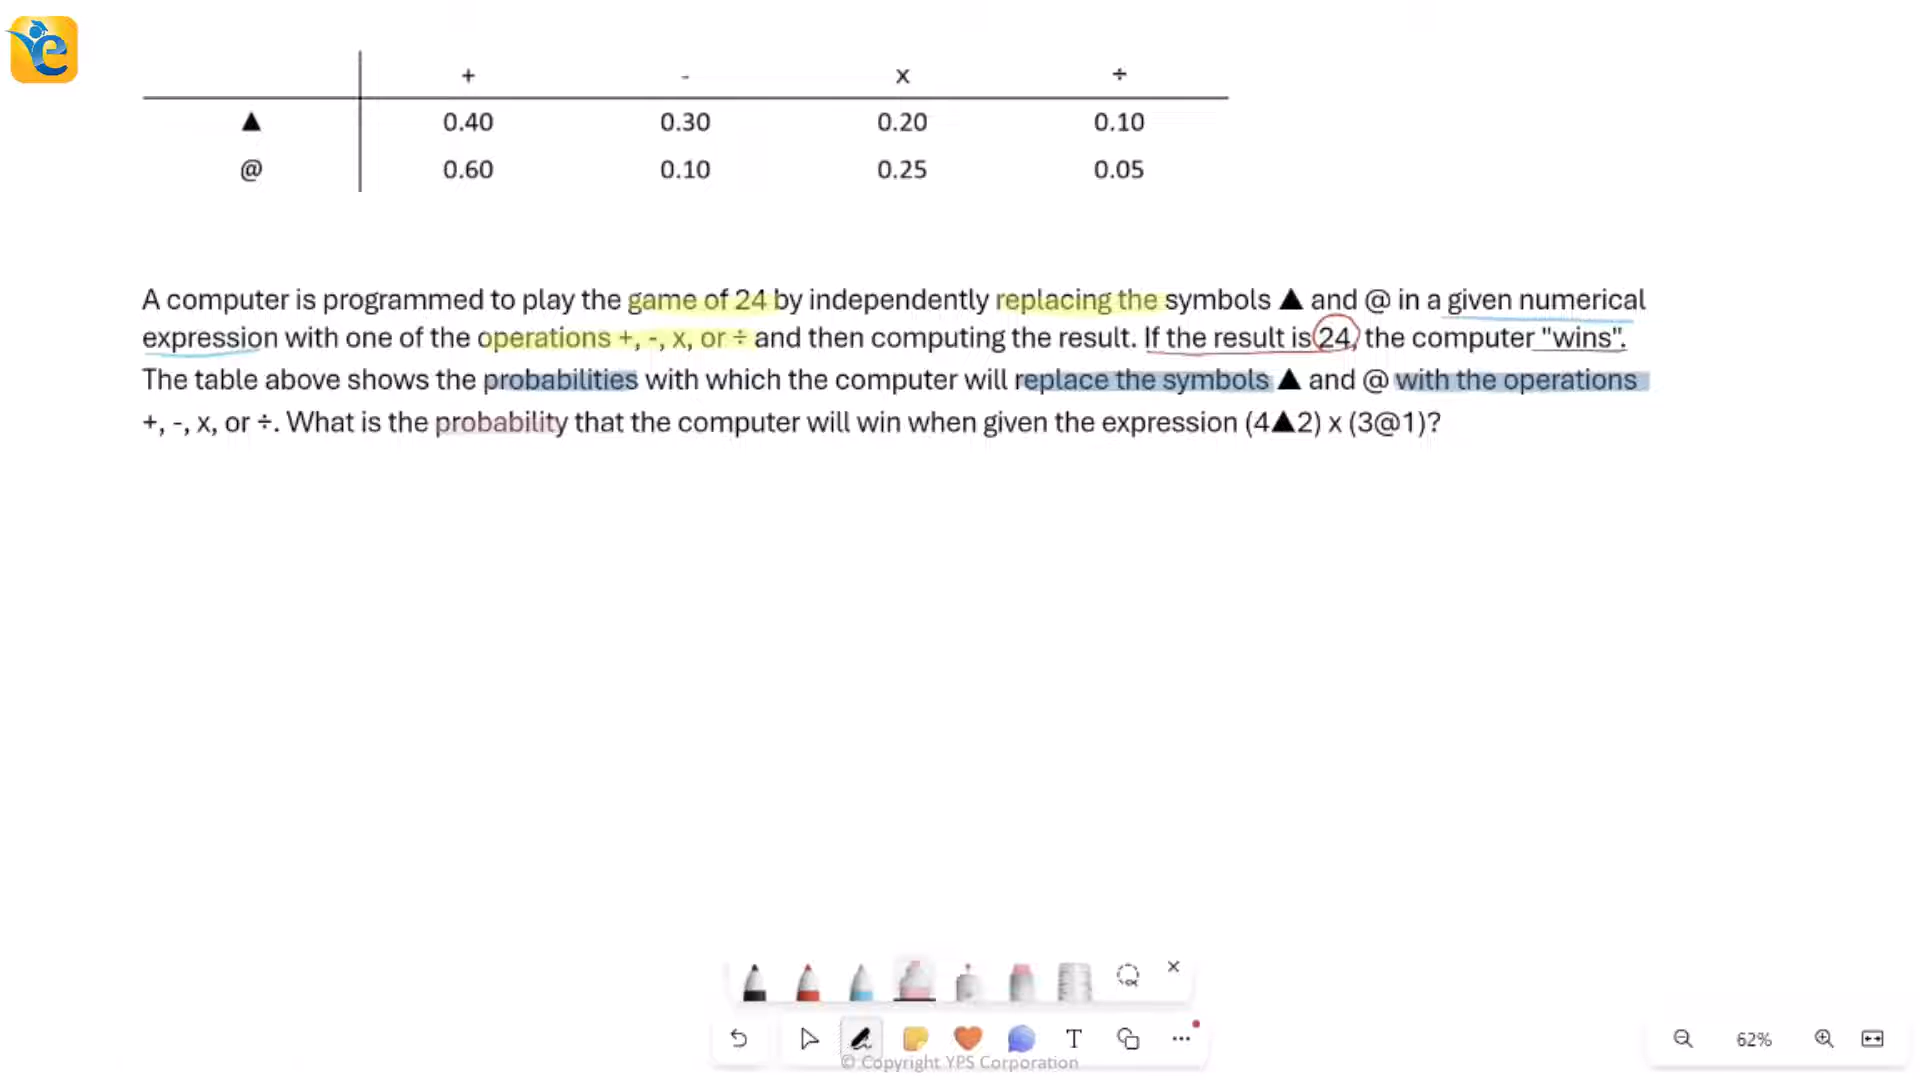 e
+ - x ÷
▲ 0.40 0.30 0.20 0.10
@ 0.60 0.10 0.25 0.05
A computer is programmed to play the game of 24 by independently replacing the symbols ▲ and @ in a given numerical
expression with one of the operations +, -, x, or ÷ and then computing the result. If the result is 24, the computer "wins".
The table above shows the probabilities with which the computer will replace the symbols ▲ and @ with the operations
+, -, x, or ÷. What is the probability that the computer will win when given the expression (4▲2) x (3@1)?
T
62%
© Copyright YPS Corporation